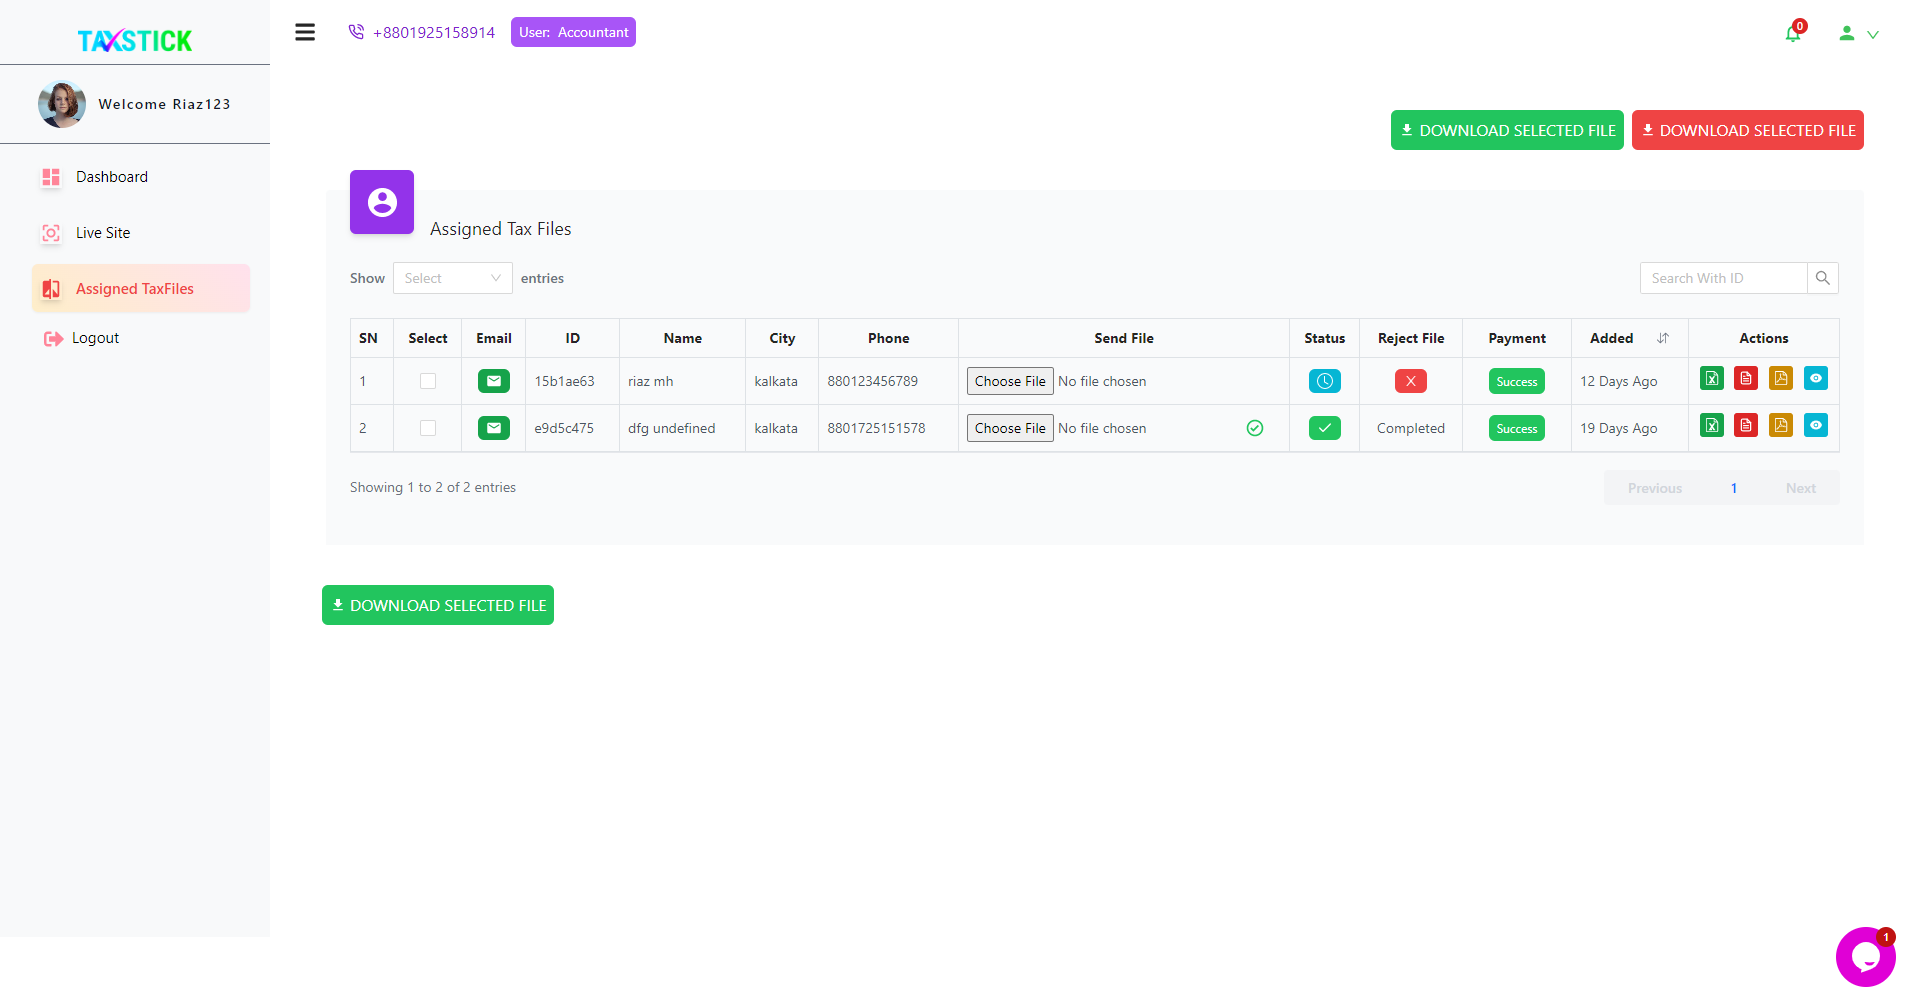 TAXSTICK
+8801925158914
User: Accountant
0
Welcome Riaz123
Dashboard
Live Site
Assigned TaxFiles
Logout
DOWNLOAD SELECTED FILE
DOWNLOAD SELECTED FILE
Assigned Tax Files
Show Select entries
Search With ID
SN Select Email ID Name City Phone Send File Status Reject File Payment Added Actions
1 15b1ae63 riaz mh kalkata 880123456789 Choose File No file chosen X Success 12 Days Ago
2 e9d5c475 dfg undefined kalkata 8801725151578 Choose File No file chosen Completed Success 19 Days Ago
Showing 1 to 2 of 2 entries
Previous 1 Next
DOWNLOAD SELECTED FILE
1